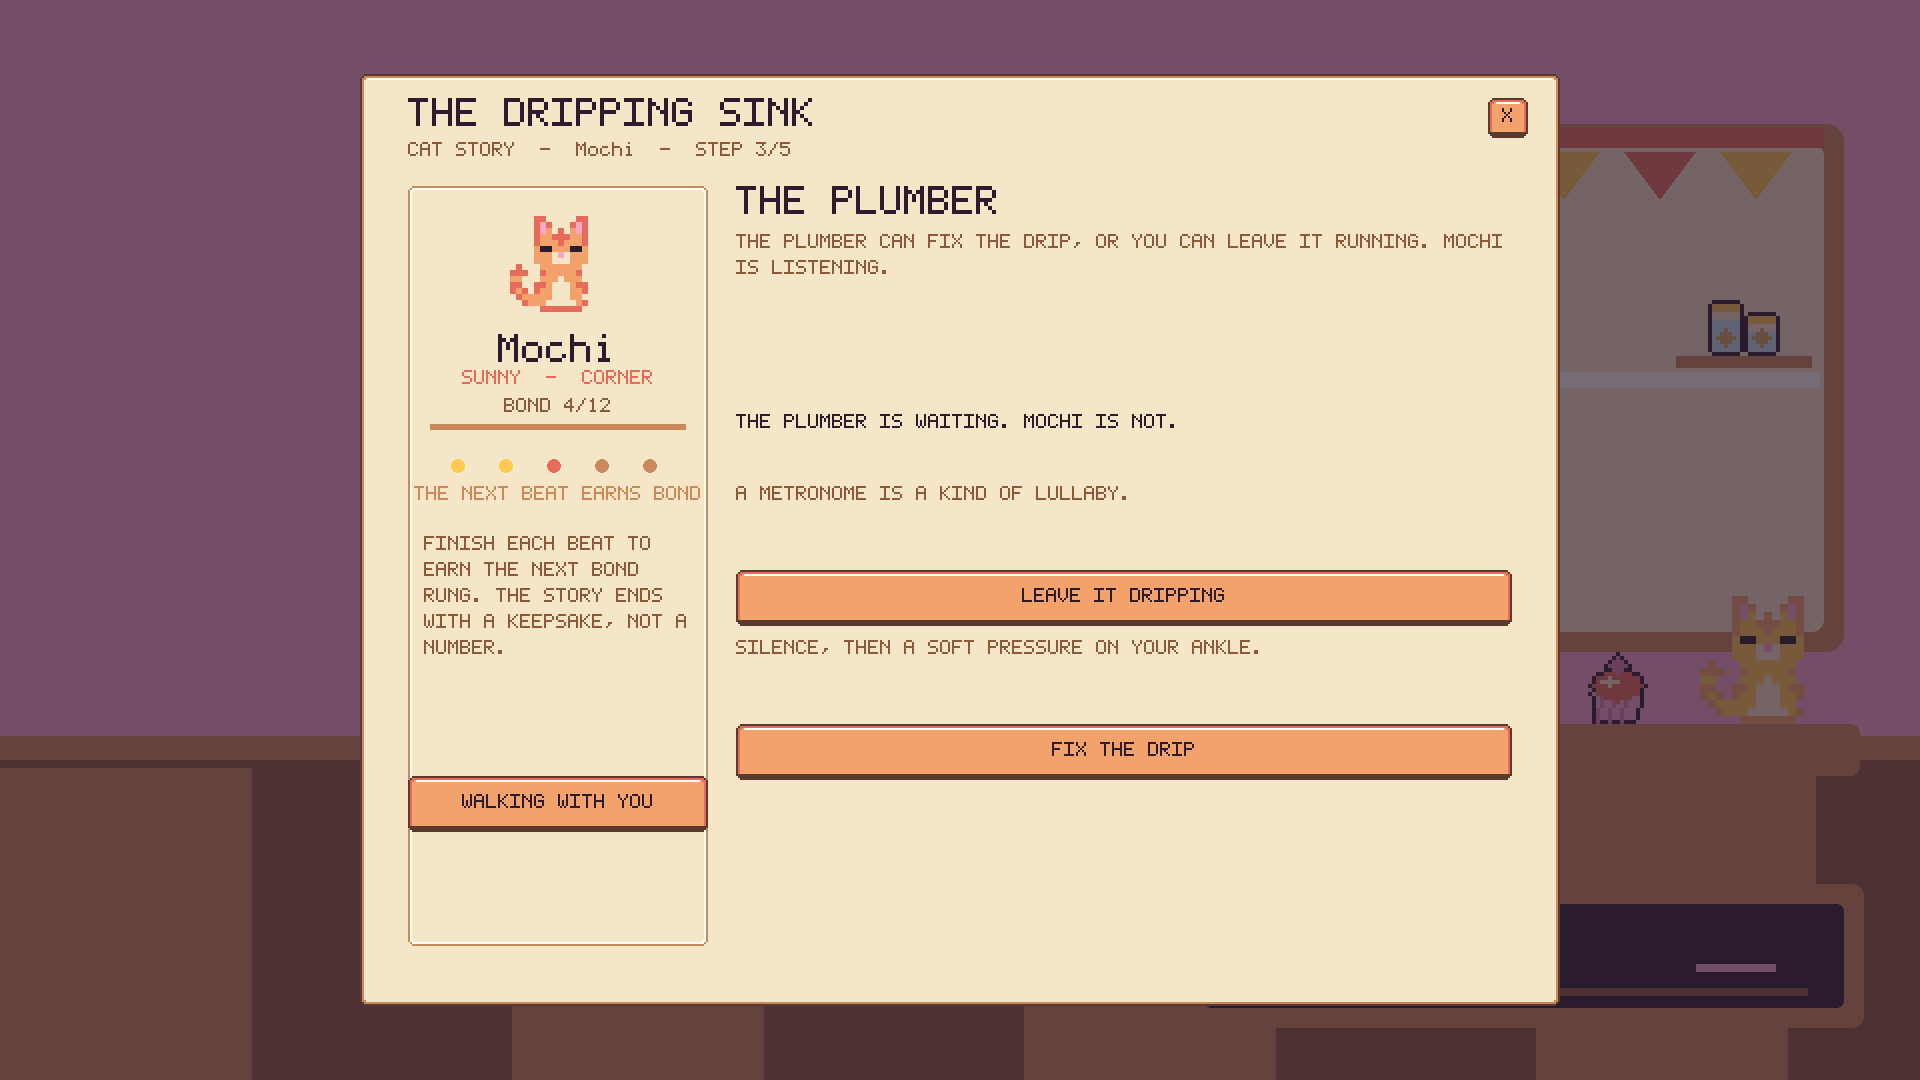 THE DRIPPING SINK
CAT STORY - Mochi - STEP 3/5
X
Mochi
SUNNY - CORNER
BOND 4/12
THE NEXT BEAT EARNS BOND
FINISH EACH BEAT TO
EARN THE NEXT BOND
RUNG. THE STORY ENDS
WITH A KEEPSAKE, NOT A
NUMBER.
WALKING WITH YOU
THE PLUMBER
THE PLUMBER CAN FIX THE DRIP, OR YOU CAN LEAVE IT RUNNING. MOCHI
IS LISTENING.
THE PLUMBER IS WAITING. MOCHI IS NOT.
A METRONOME IS A KIND OF LULLABY.
LEAVE IT DRIPPING
SILENCE, THEN A SOFT PRESSURE ON YOUR ANKLE.
FIX THE DRIP